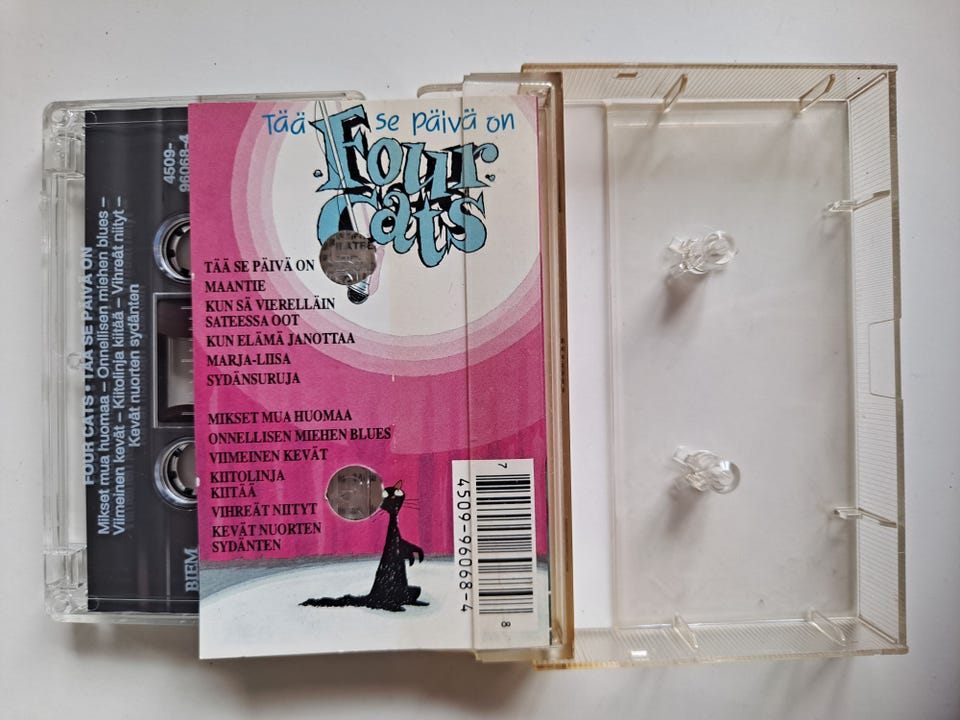 FOUR CATS • TÄÄ SE PÄIVÄ ON
Mikset mua huomaa – Onnellisen miehen blues –
Viimeinen kevät – Kiitolinja kiitää – Vihreät niityt –
Kevät nuorten sydänten
4509-
96068-4
BIEM
Tää se päivä on
Four
Cats
TÄÄ SE PÄIVÄ ON
MAANTIE
KUN SÄ VIERELLÄIN
SATEESSA OOT
KUN ELÄMÄ JANOTTAA
MARJA-LIISA
SYDÄNSURUJA
MIKSET MUA HUOMAA
ONNELLISEN MIEHEN BLUES
VIIMEINEN KEVÄT
KIITOLINJA
KIITÄÄ
VIHREÄT NIITYT
KEVÄT NUORTEN
SYDÄNTEN
7
4509-96068-4
8